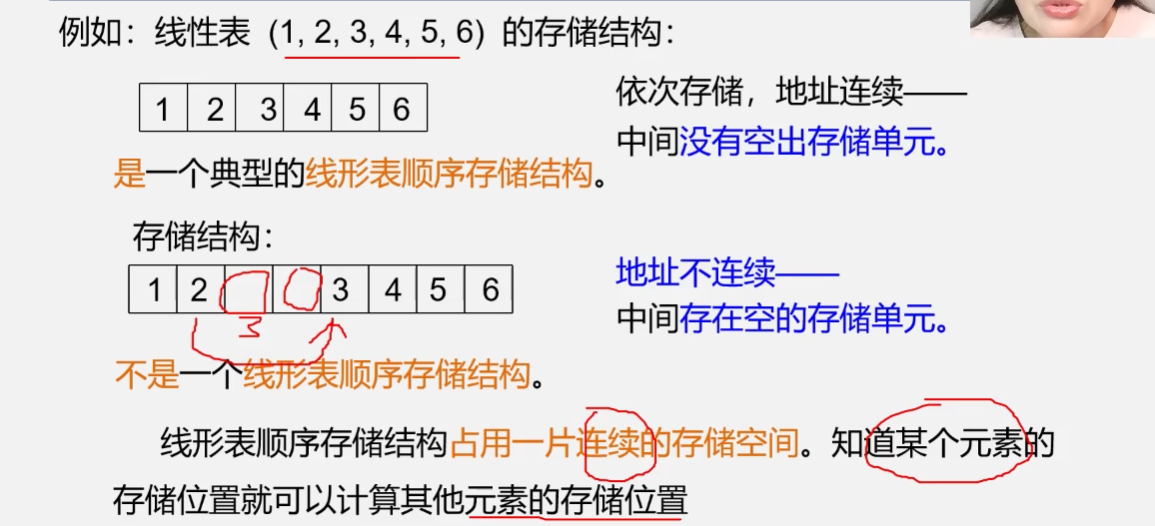 例如：线性表 (1, 2, 3, 4, 5, 6) 的存储结构：
1 2 3 4 5 6
依次存储，地址连续——
中间没有空出存储单元。
是一个典型的线形表顺序存储结构。
存储结构：
1 2 3 4 5 6
3
地址不连续——
中间存在空的存储单元。
不是一个线形表顺序存储结构。
线形表顺序存储结构占用一片连续的存储空间。知道某个元素的
存储位置就可以计算其他元素的存储位置